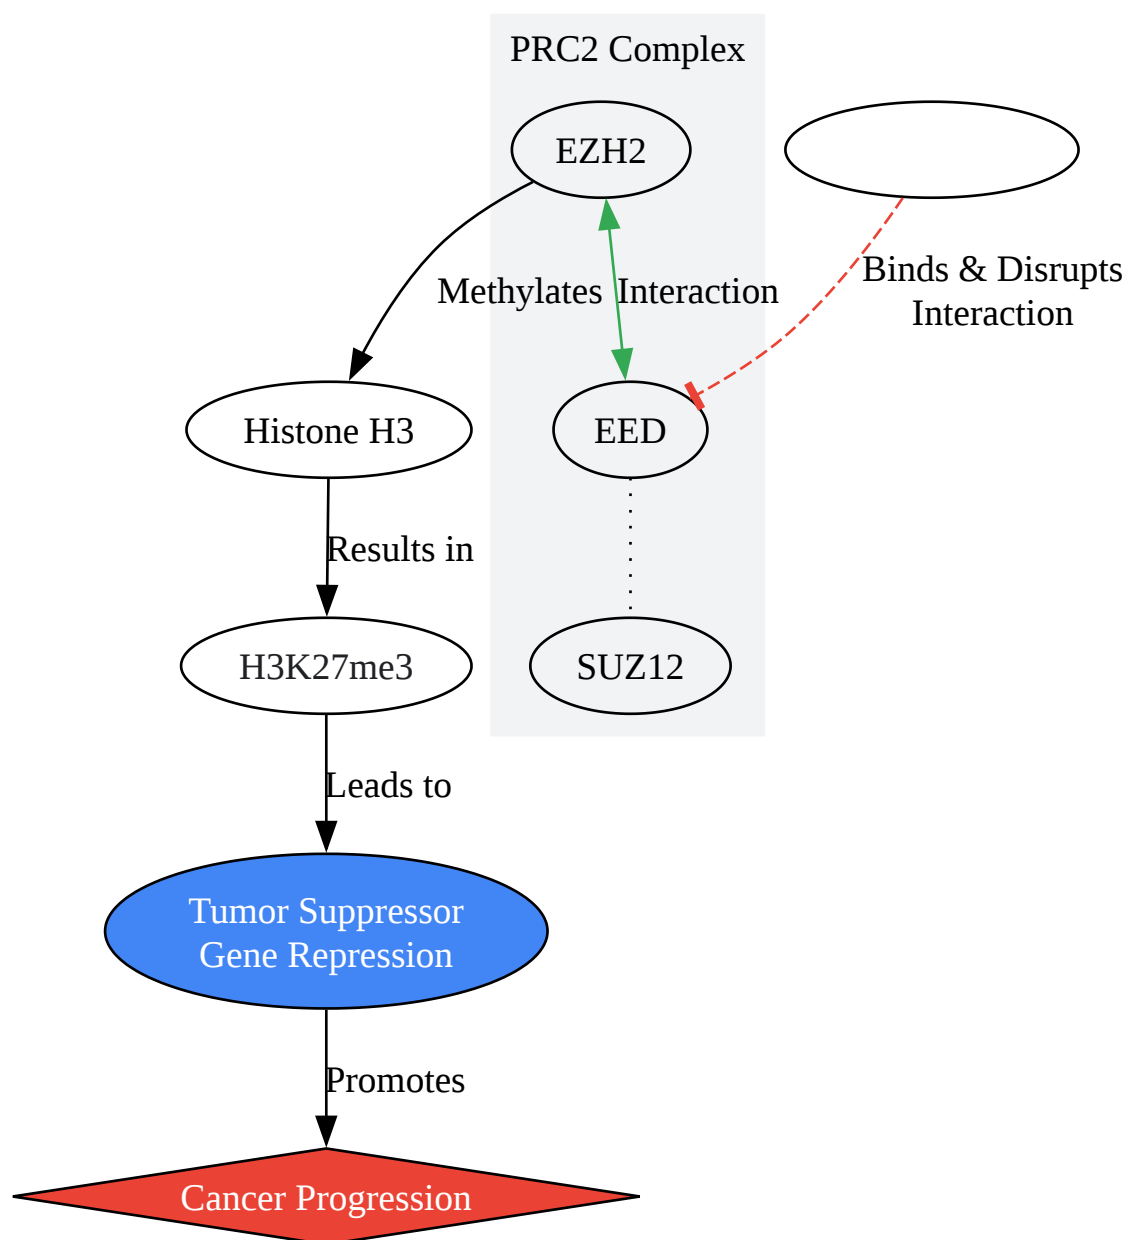 PRC2 Complex
EZH2
Binds & Disrupts
Interaction
Methylates
Interaction
Histone H3
EED
Results in
H3K27me3
SUZ12
Leads to
Tumor Suppressor
Gene Repression
Promotes
Cancer Progression